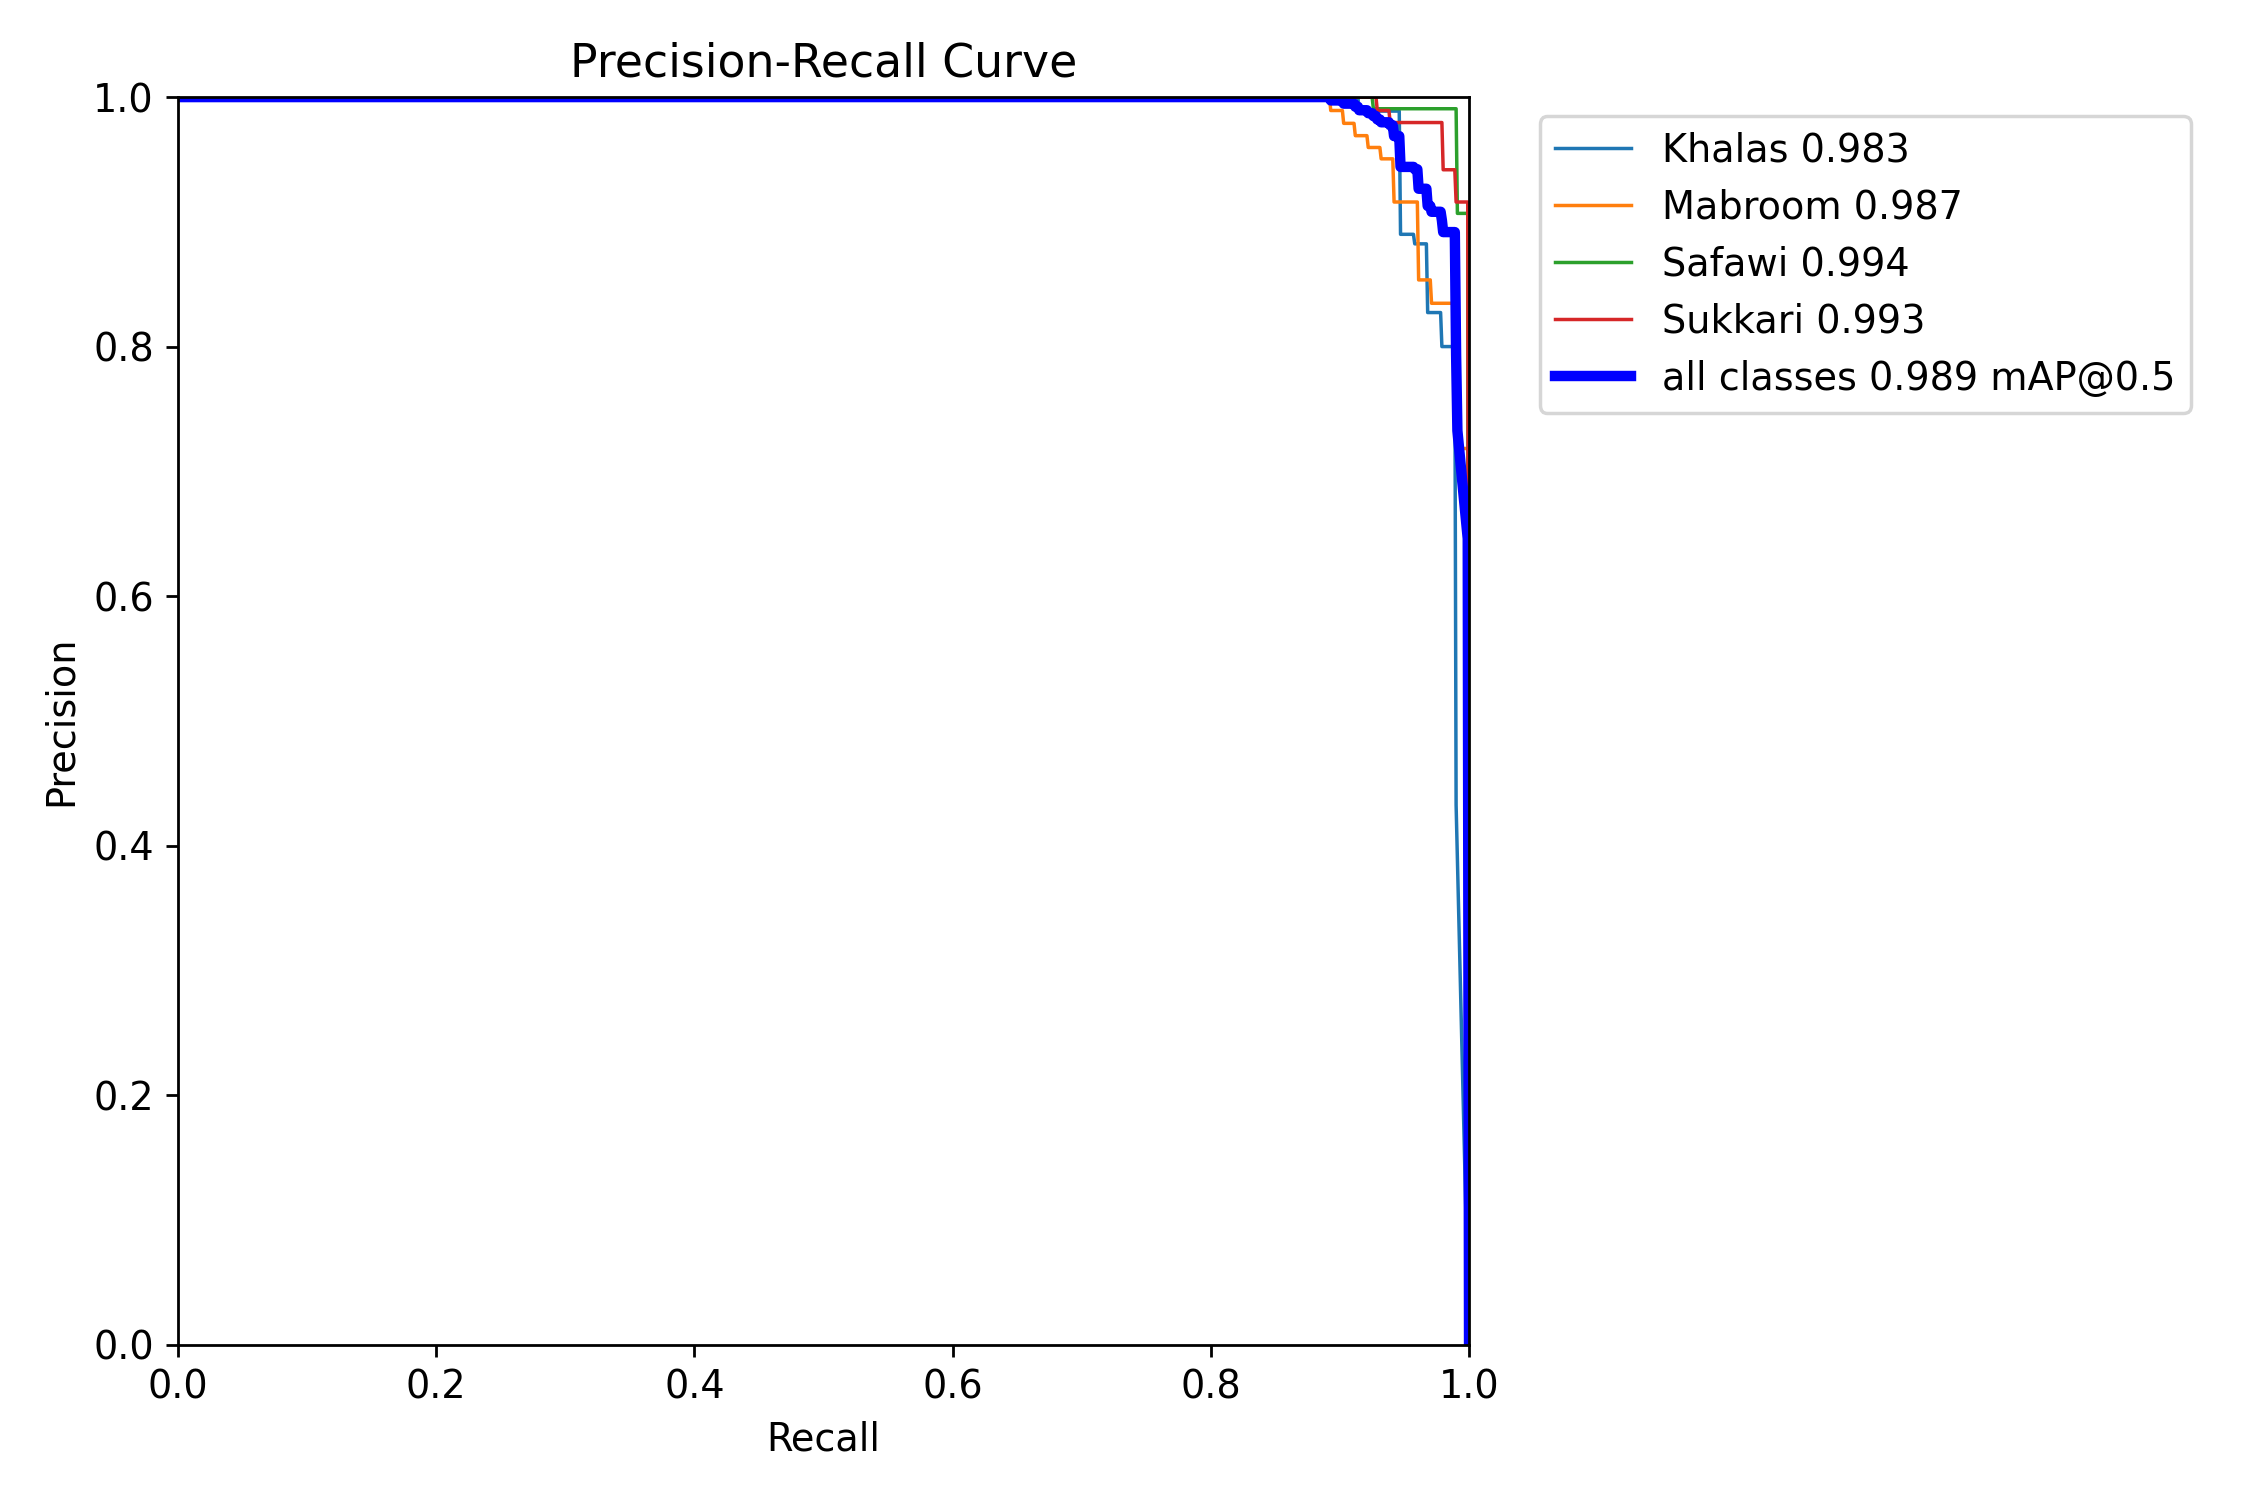 Precision-Recall Curve
1.0
0.8
0.6
0.4
0.2
0.0
Precision
0.0 0.2 0.4 0.6 0.8 1.0
Recall
Khalas 0.983
Mabroom 0.987
Safawi 0.994
Sukkari 0.993
all classes 0.989 mAP@0.5